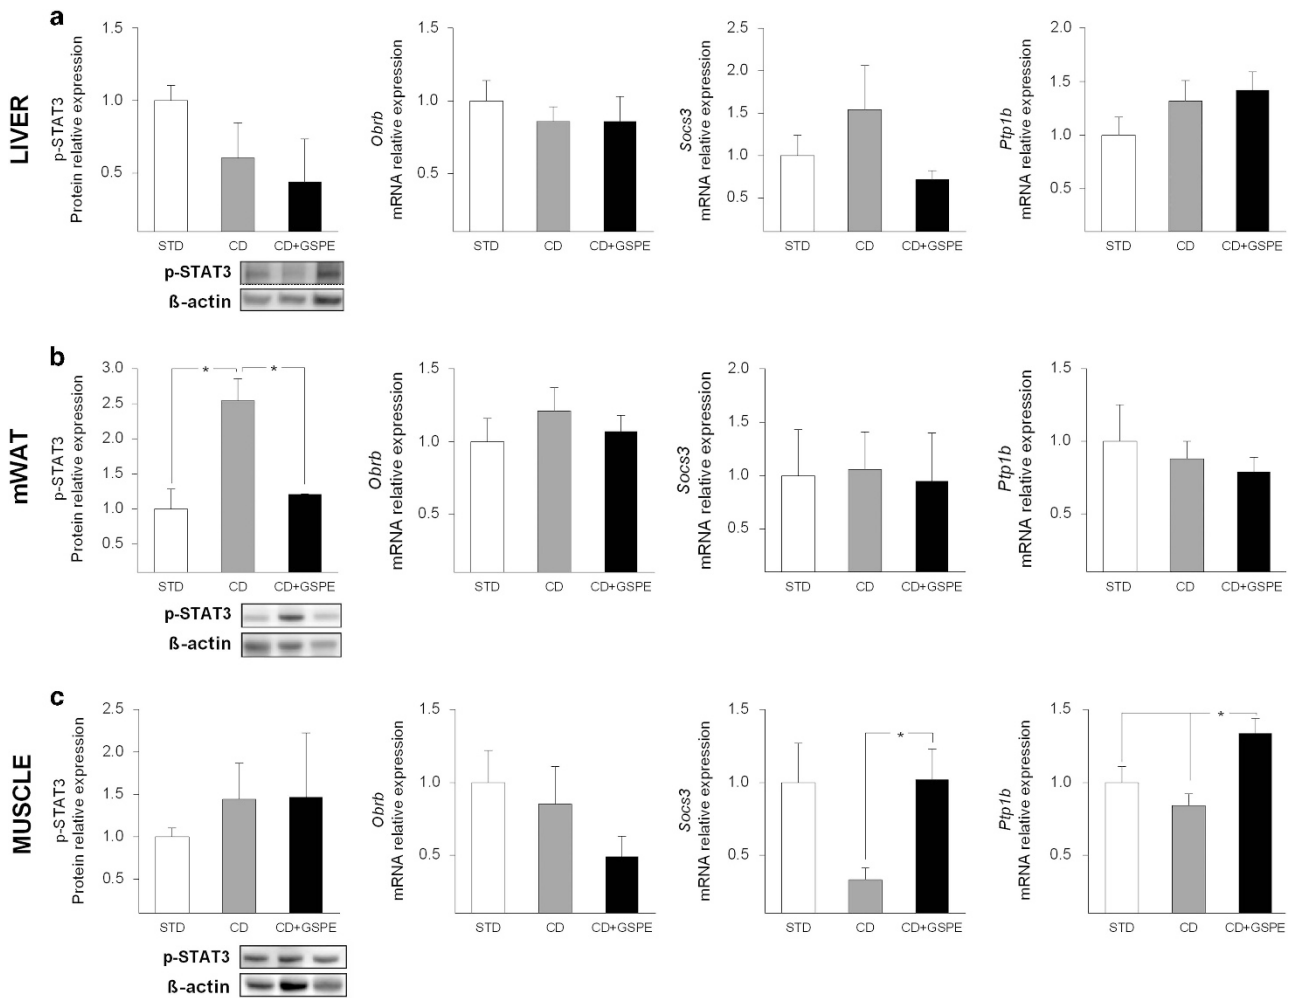 a
LIVER
p-STAT3
Protein relative expression
1.5
1.0
0.5
STD CD CD+GSPE
p-STAT3
ß-actin
Obrb
mRNA relative expression
1.5
1.0
0.5
STD CD CD+GSPE
Socs3
mRNA relative expression
2.5
2.0
1.5
1.0
0.5
STD CD CD+GSPE
Ptp1b
mRNA relative expression
2.0
1.5
1.0
0.5
STD CD CD+GSPE
b
mWAT
p-STAT3
Protein relative expression
3.0
2.5
2.0
1.5
1.0
0.5
* *
STD CD CD+GSPE
p-STAT3
ß-actin
Obrb
mRNA relative expression
1.5
1.0
0.5
STD CD CD+GSPE
Socs3
mRNA relative expression
2.0
1.5
1.0
0.5
STD CD CD+GSPE
Ptp1b
mRNA relative expression
1.5
1.0
0.5
STD CD CD+GSPE
c
MUSCLE
p-STAT3
Protein relative expression
2.5
2.0
1.5
1.0
0.5
STD CD CD+GSPE
p-STAT3
ß-actin
Obrb
mRNA relative expression
1.5
1.0
0.5
STD CD CD+GSPE
Socs3
mRNA relative expression
1.5
1.0
0.5
*
STD CD CD+GSPE
Ptp1b
mRNA relative expression
1.5
1.0
0.5
*
STD CD CD+GSPE